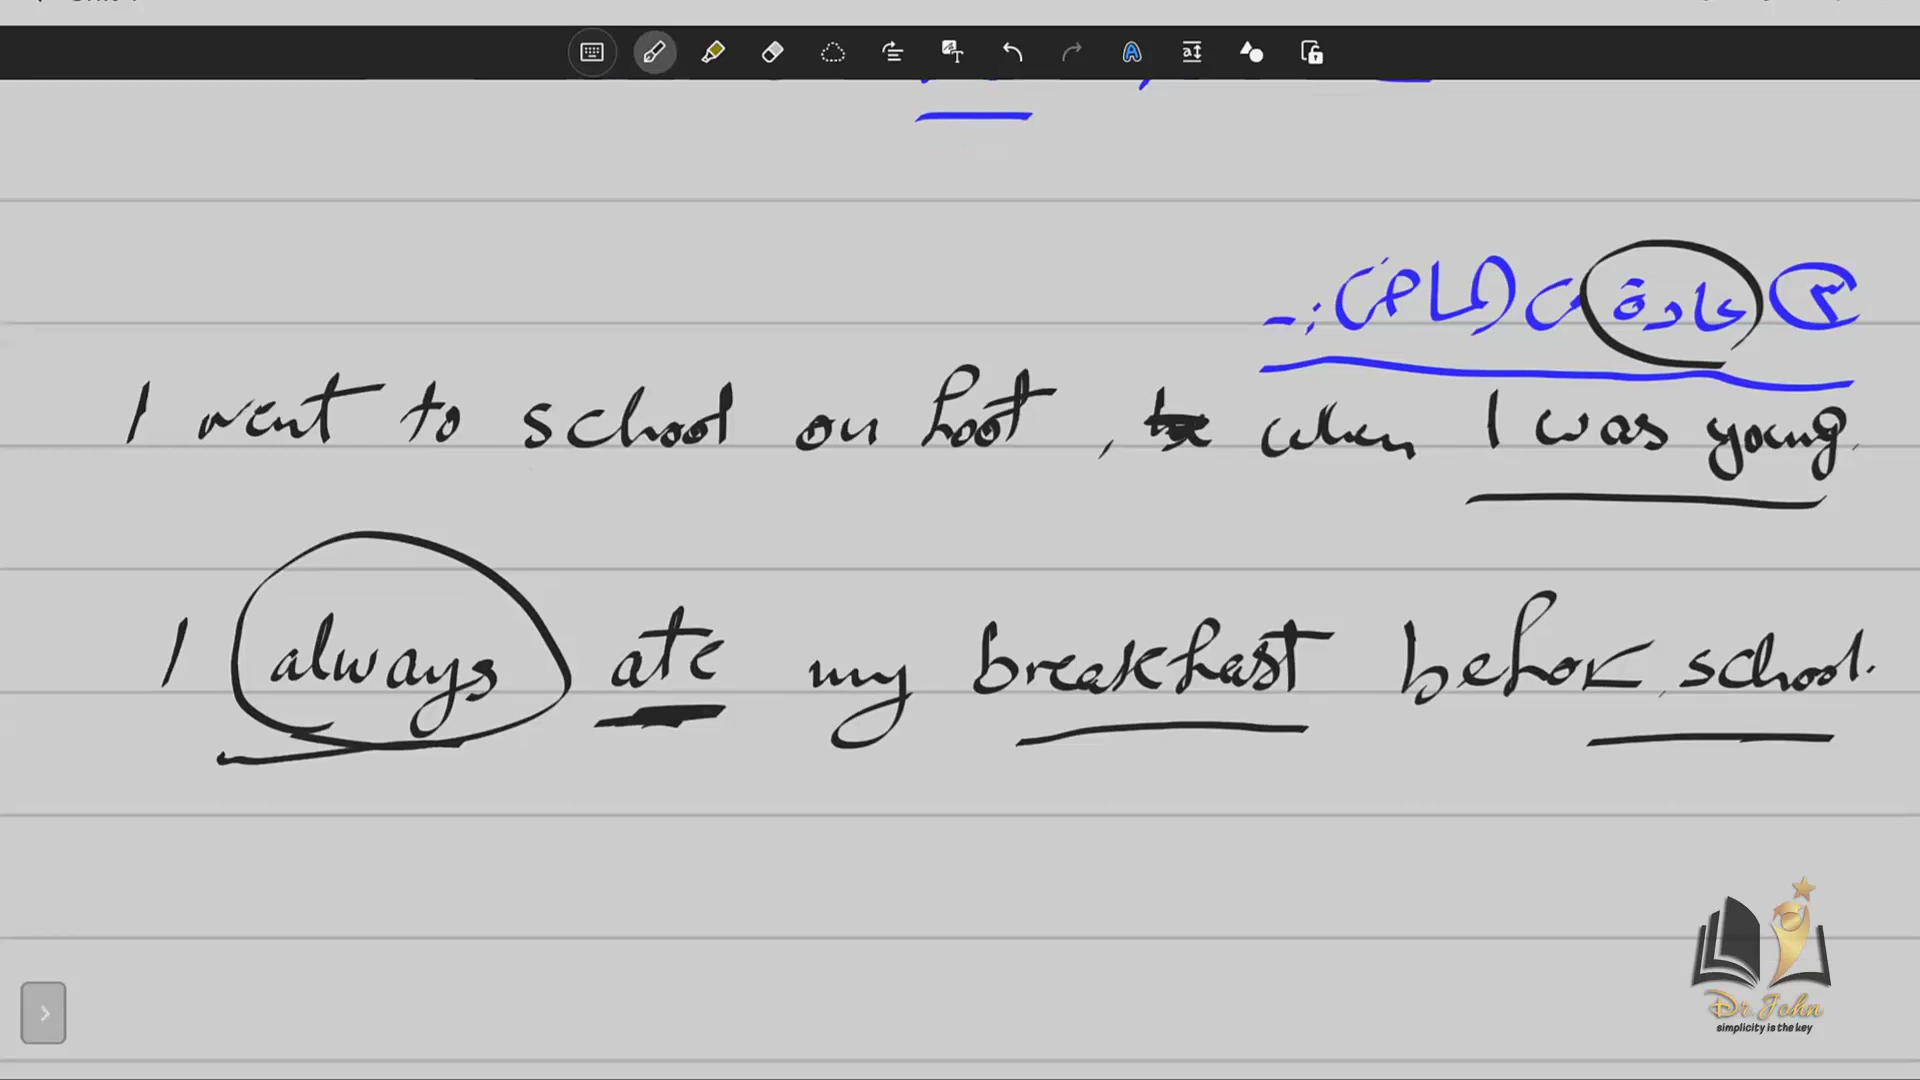 ٣ عادة في (الماضي) :-
I went to school on foot, when I was young.
I always ate my breakfast before school.
Dr. John
simplicity is the key